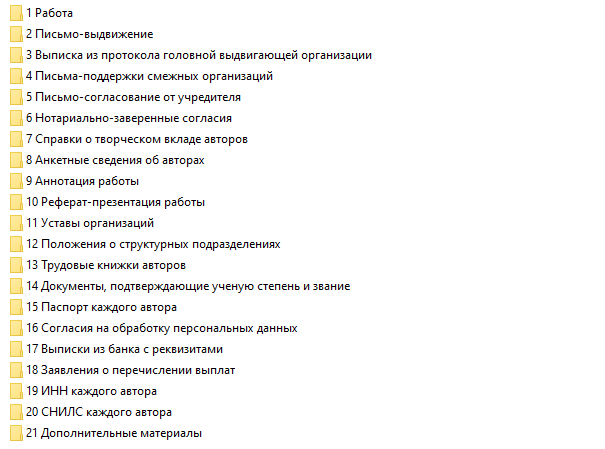 1 Работа
2 Письмо-выдвижение
3 Выписка из протокола головной выдвигающей организации
4 Письма-поддержки смежных организаций
5 Письмо-согласование от учредителя
6 Нотариально-заверенные согласия
7 Справки о творческом вкладе авторов
8 Анкетные сведения об авторах
9 Аннотация работы
10 Реферат-презентация работы
11 Уставы организаций
12 Положения о структурных подразделениях
13 Трудовые книжки авторов
14 Документы, подтверждающие ученую степень и звание
15 Паспорт каждого автора
16 Согласия на обработку персональных данных
17 Выписки из банка с реквизитами
18 Заявления о перечислении выплат
19 ИНН каждого автора
20 СНИЛС каждого автора
21 Дополнительные материалы